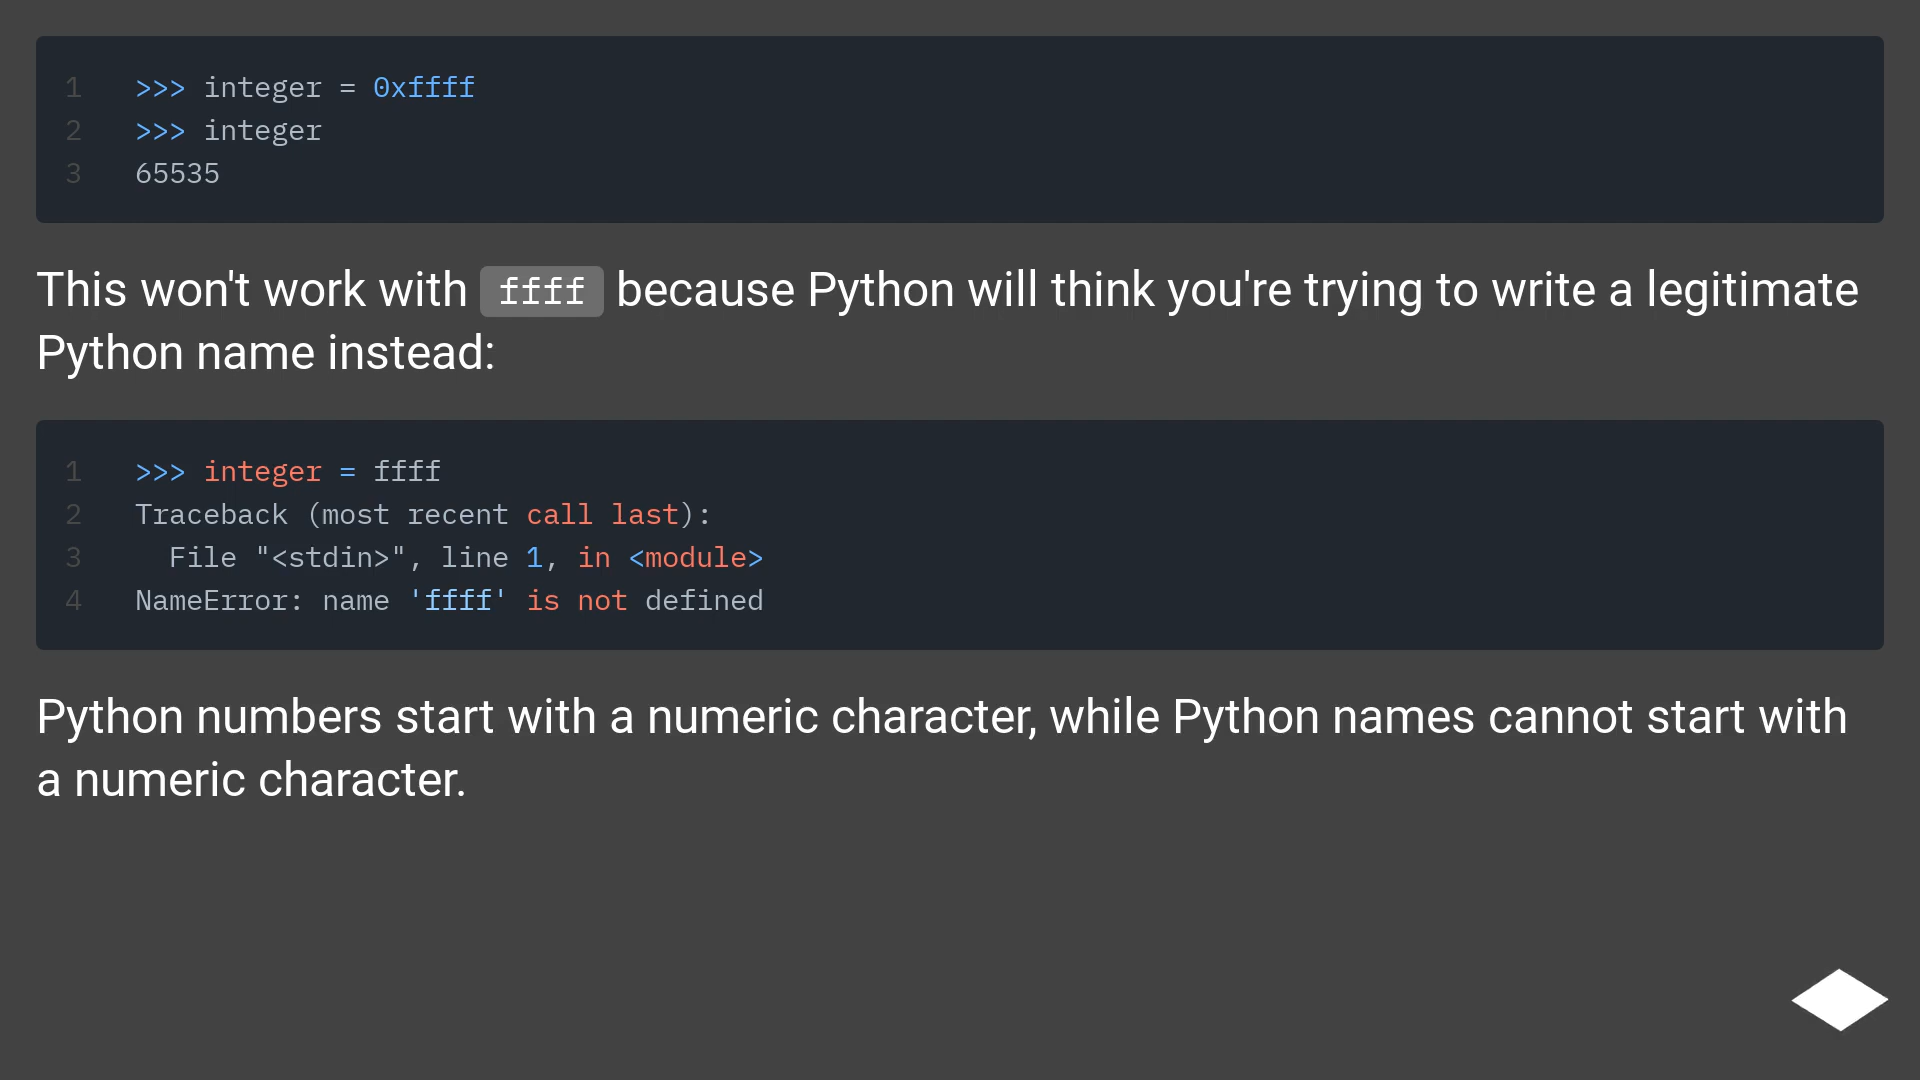 1 >>> integer = 0xffff
2 >>> integer
3 65535
This won't work with ffff because Python will think you're trying to write a legitimate
Python name instead:
1 >>> integer = ffff
2 Traceback (most recent call last):
3   File "<stdin>", line 1, in <module>
4 NameError: name 'ffff' is not defined
Python numbers start with a numeric character, while Python names cannot start with
a numeric character.